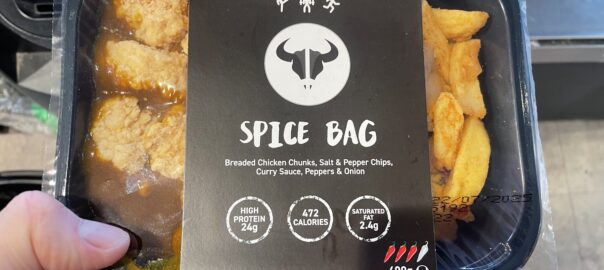 SPICE BAG
Breaded Chicken Chunks, Salt & Pepper Chips,
Curry Sauce, Peppers & Onion
HIGH
PROTEIN
24g
472
CALORIES
SATURATED
FAT
2.4g